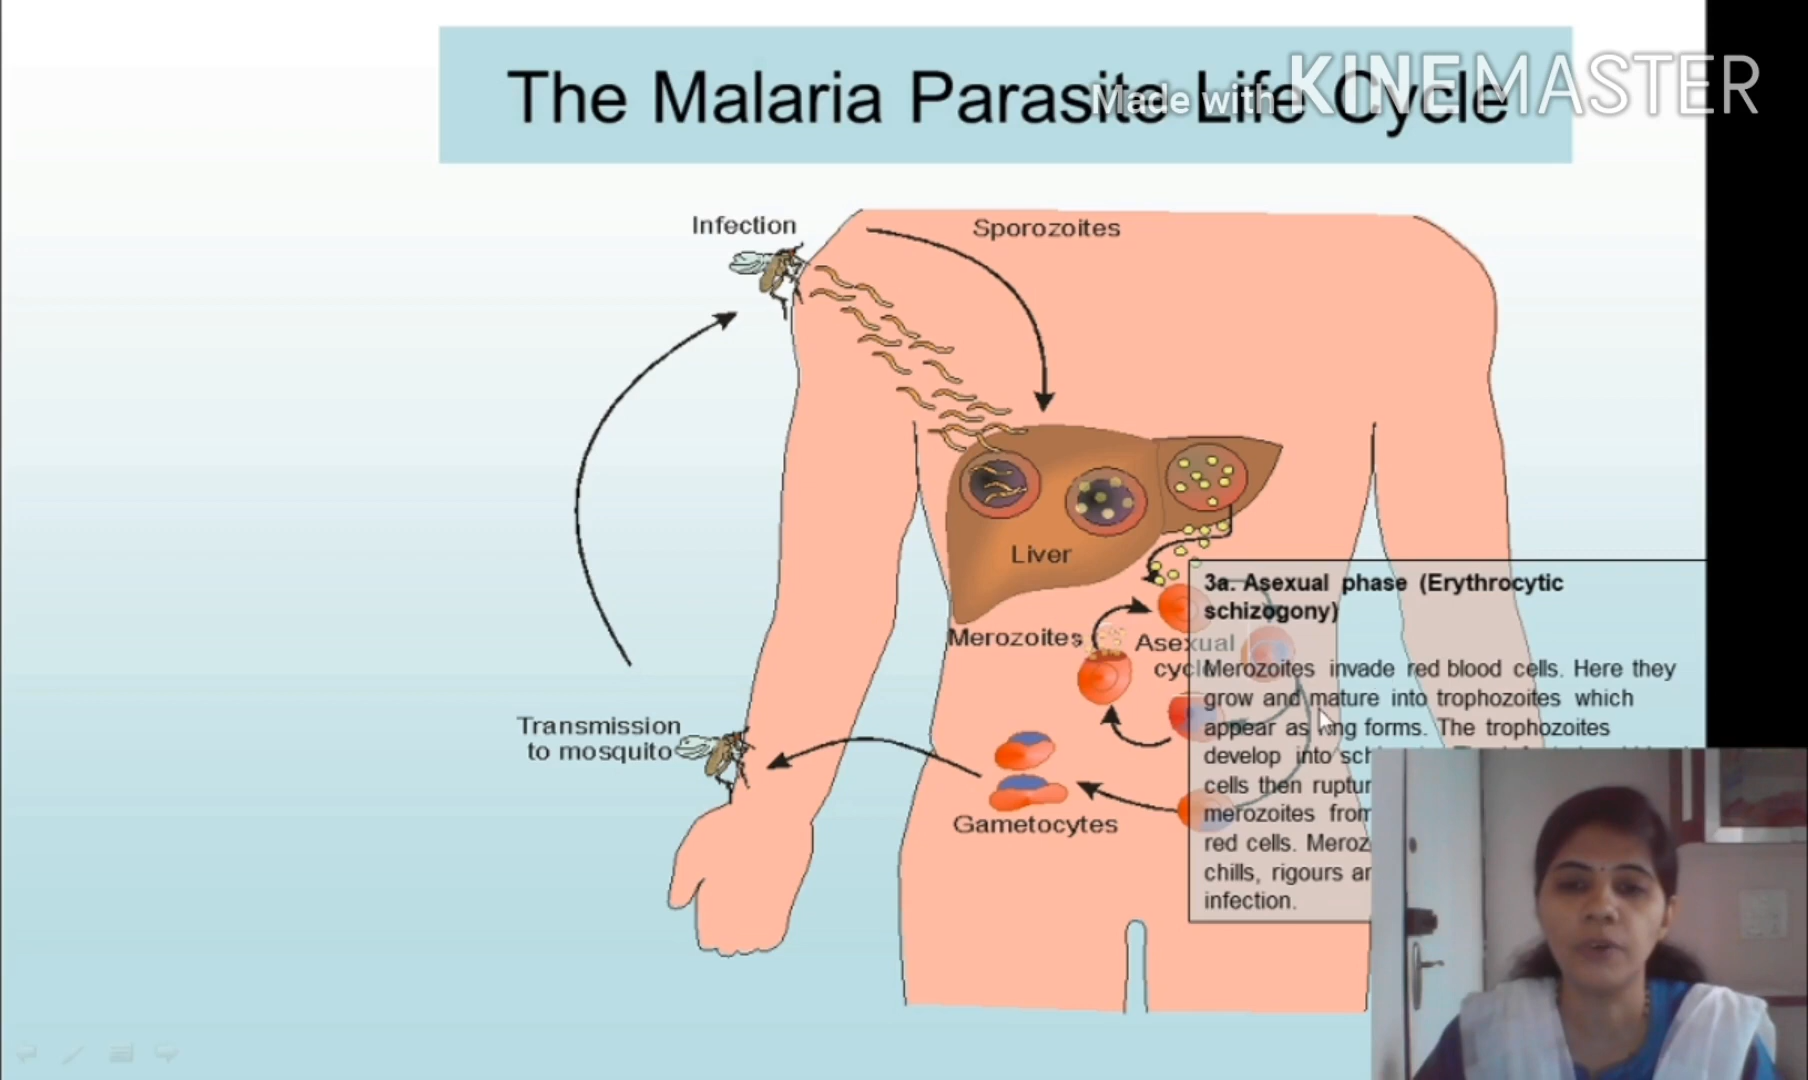 The Malaria Parasite Life Cycle
Made with KINEMASTER
Infection
Sporozoites
Liver
Merozoites
Asexual
cycle
Transmission
to mosquito
Gametocytes
3a. Asexual phase (Erythrocytic
schizogony)
Merozoites invade red blood cells. Here they
grow and mature into trophozoites which
appear as ring forms. The trophozoites
develop into
cells then
merozoites from
red cells.
chills, rigours
infection.